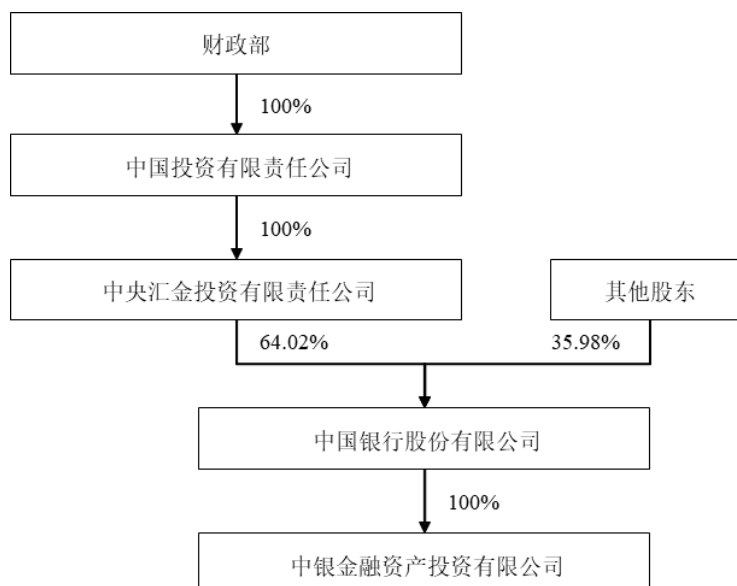 财政部
100%
中国投资有限责任公司
100%
中央汇金投资有限责任公司
其他股东
64.02%
35.98%
中国银行股份有限公司
100%
中银金融资产投资有限公司